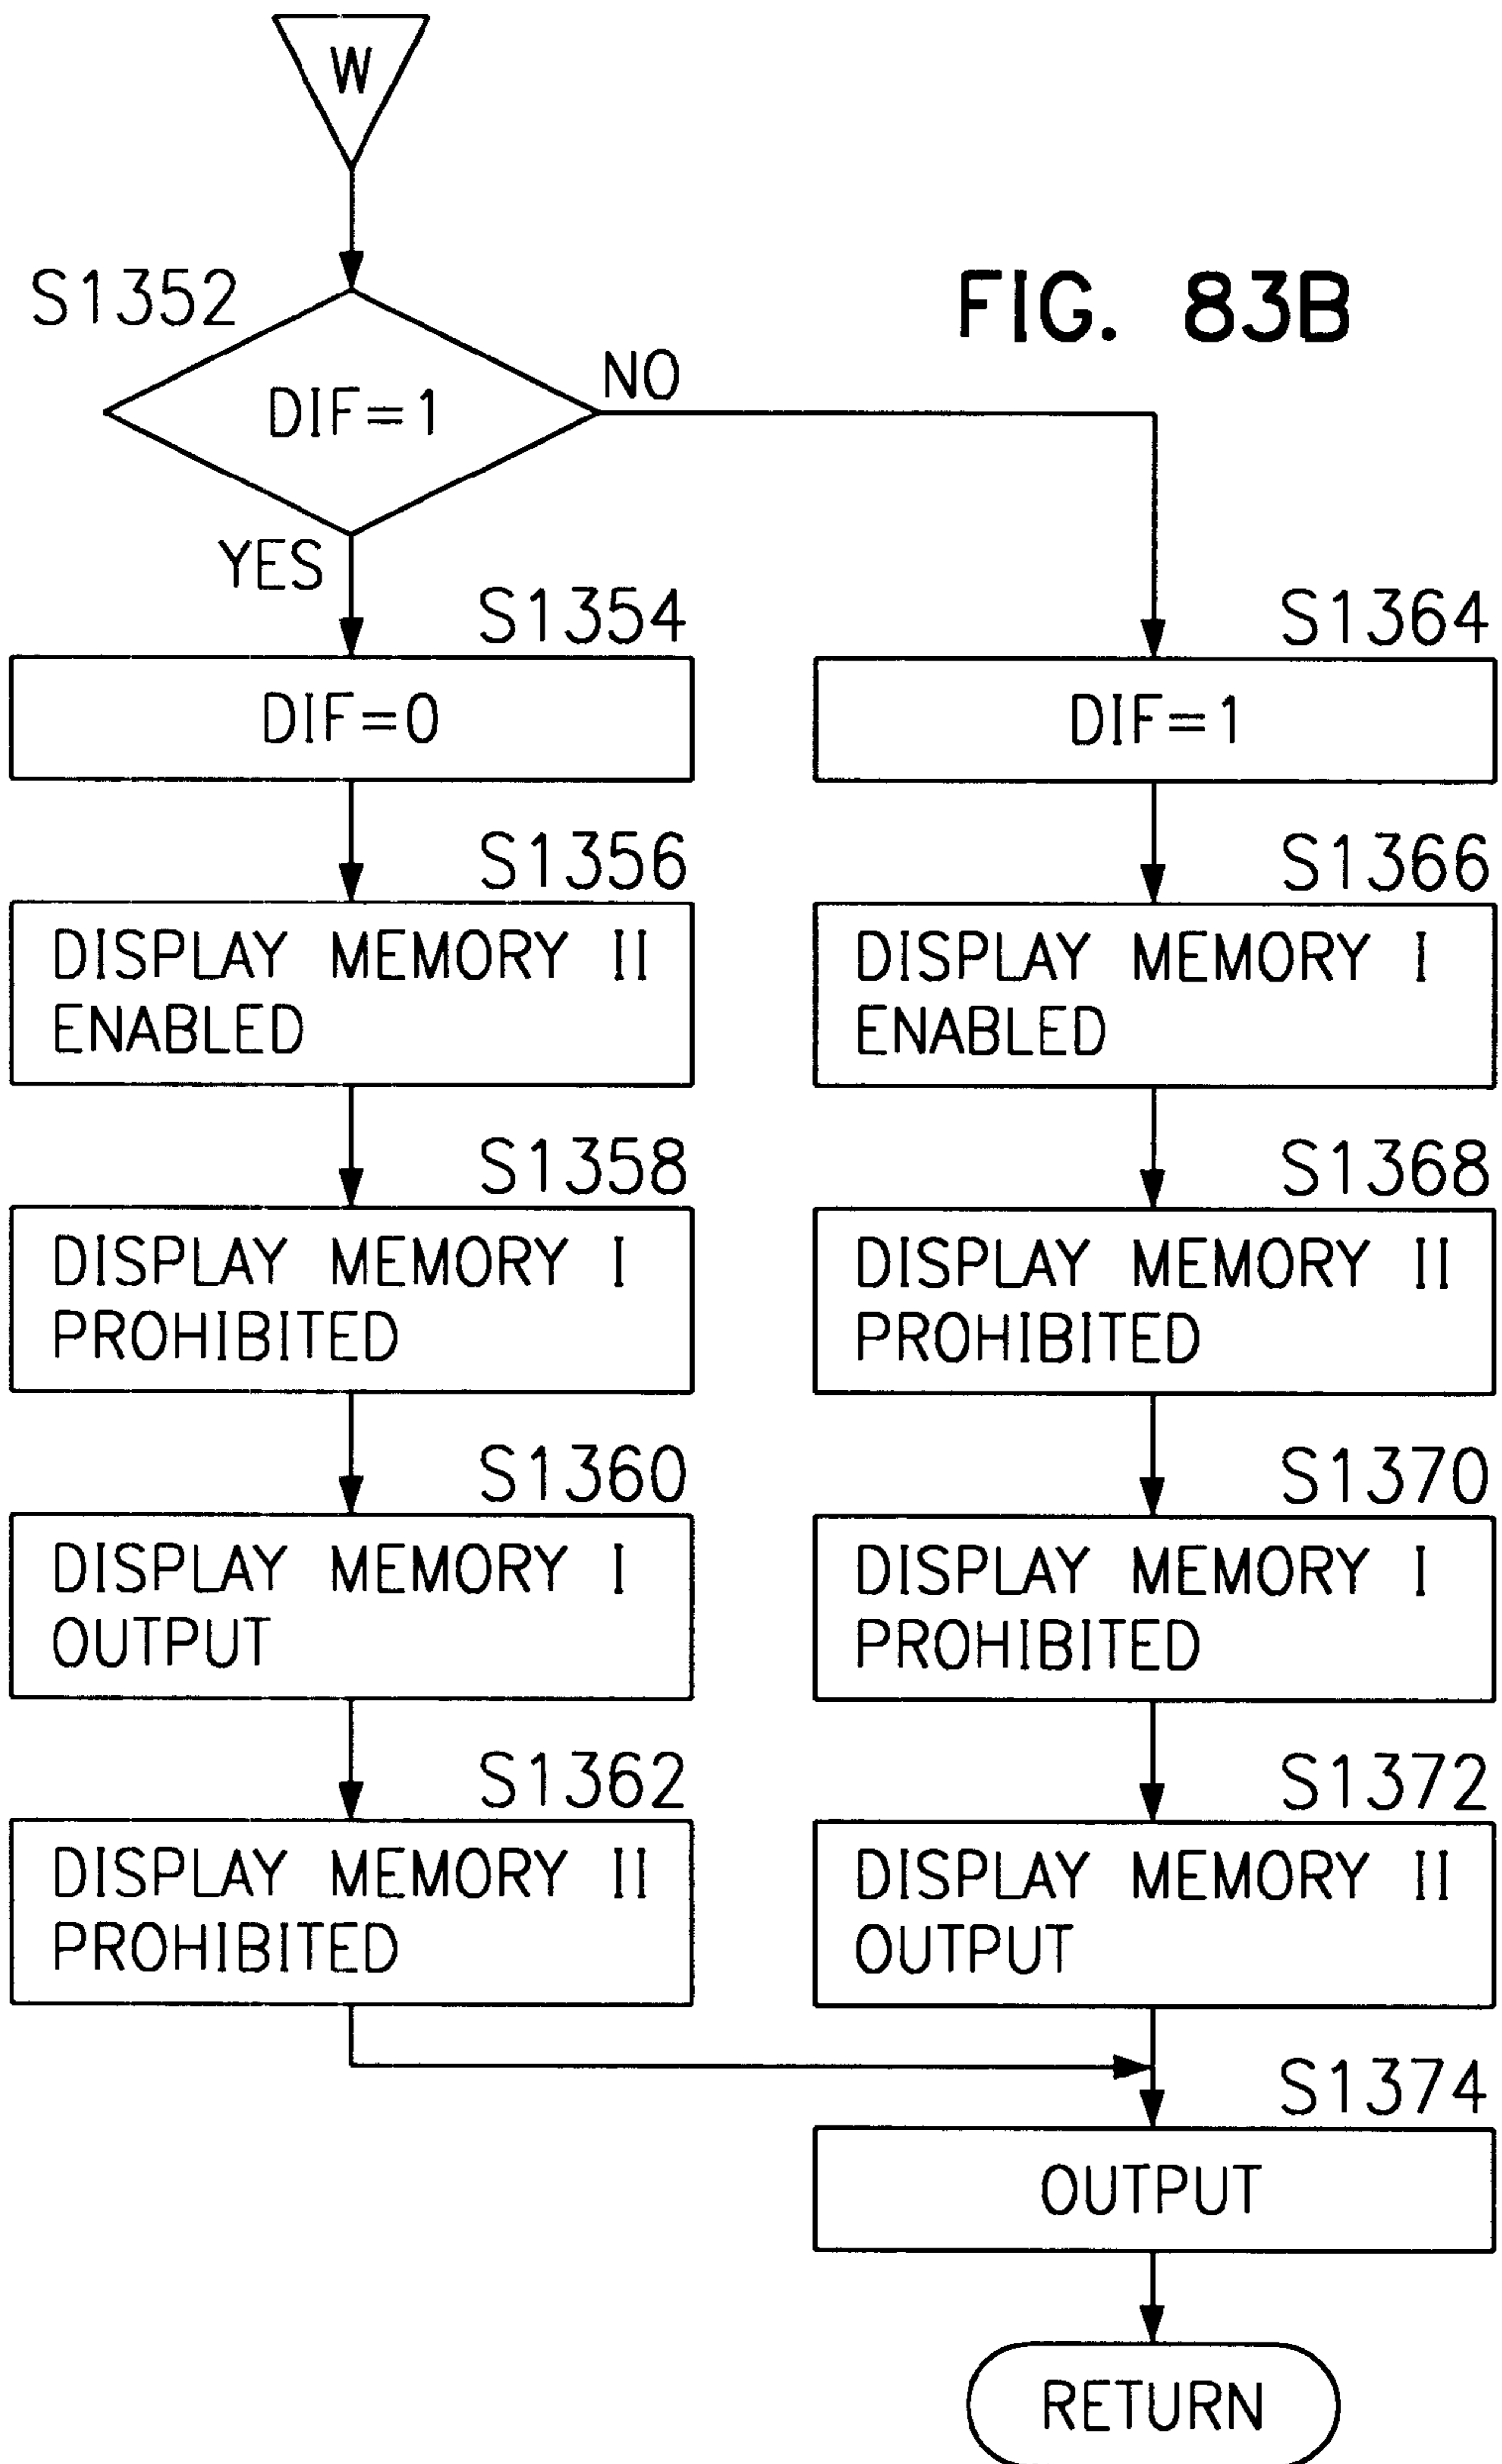 W
FIG. 83B
S1352
DIF=1
NO
YES
S1354
DIF=0
S1356
DISPLAY MEMORY II
ENABLED
S1358
DISPLAY MEMORY I
PROHIBITED
S1360
DISPLAY MEMORY I
OUTPUT
S1362
DISPLAY MEMORY II
PROHIBITED
S1364
DIF=1
S1366
DISPLAY MEMORY I
ENABLED
S1368
DISPLAY MEMORY II
PROHIBITED
S1370
DISPLAY MEMORY I
PROHIBITED
S1372
DISPLAY MEMORY II
OUTPUT
S1374
OUTPUT
RETURN